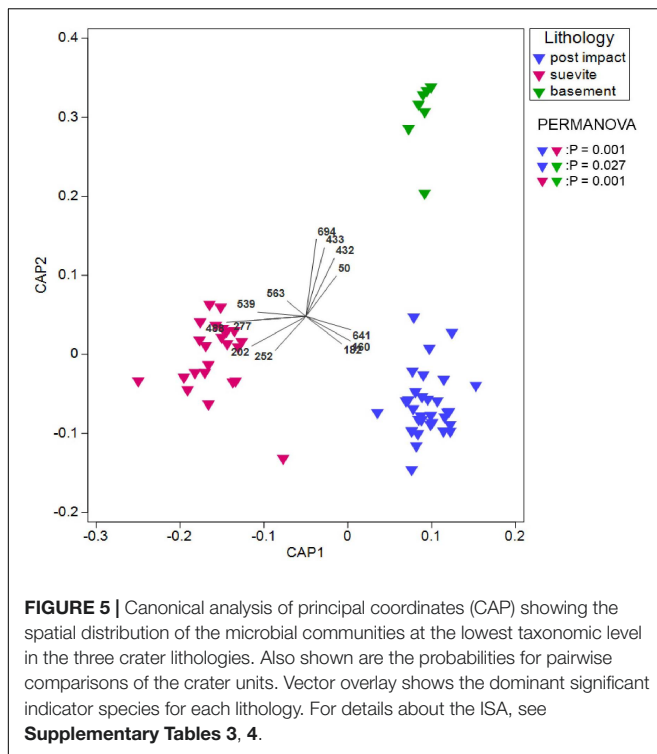 Lithology
post impact
suevite
basement
PERMANOVA
:P = 0.001
:P = 0.027
:P = 0.001
0.4
0.3
0.2
0.1
0
-0.1
-0.2
CAP2
694
433
432
50
563
539
277
202
252
641
160
182
-0.3
-0.2
-0.1
0
0.1
0.2
CAP1
FIGURE 5 | Canonical analysis of principal coordinates (CAP) showing the
spatial distribution of the microbial communities at the lowest taxonomic level
in the three crater lithologies. Also shown are the probabilities for pairwise
comparisons of the crater units. Vector overlay shows the dominant significant
indicator species for each lithology. For details about the ISA, see
Supplementary Tables 3, 4.